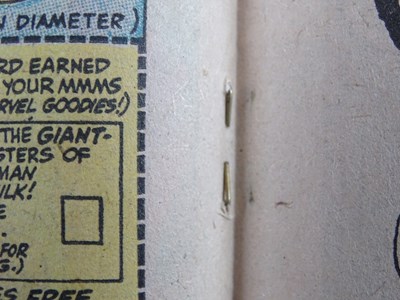 N DIAMETER)
RD EARNED
YOUR MMMS
RVEL GOODIES!)
THE GIANT-
STERS OF
MAN
ULK!
E
.
FOR
G.)
S FREE